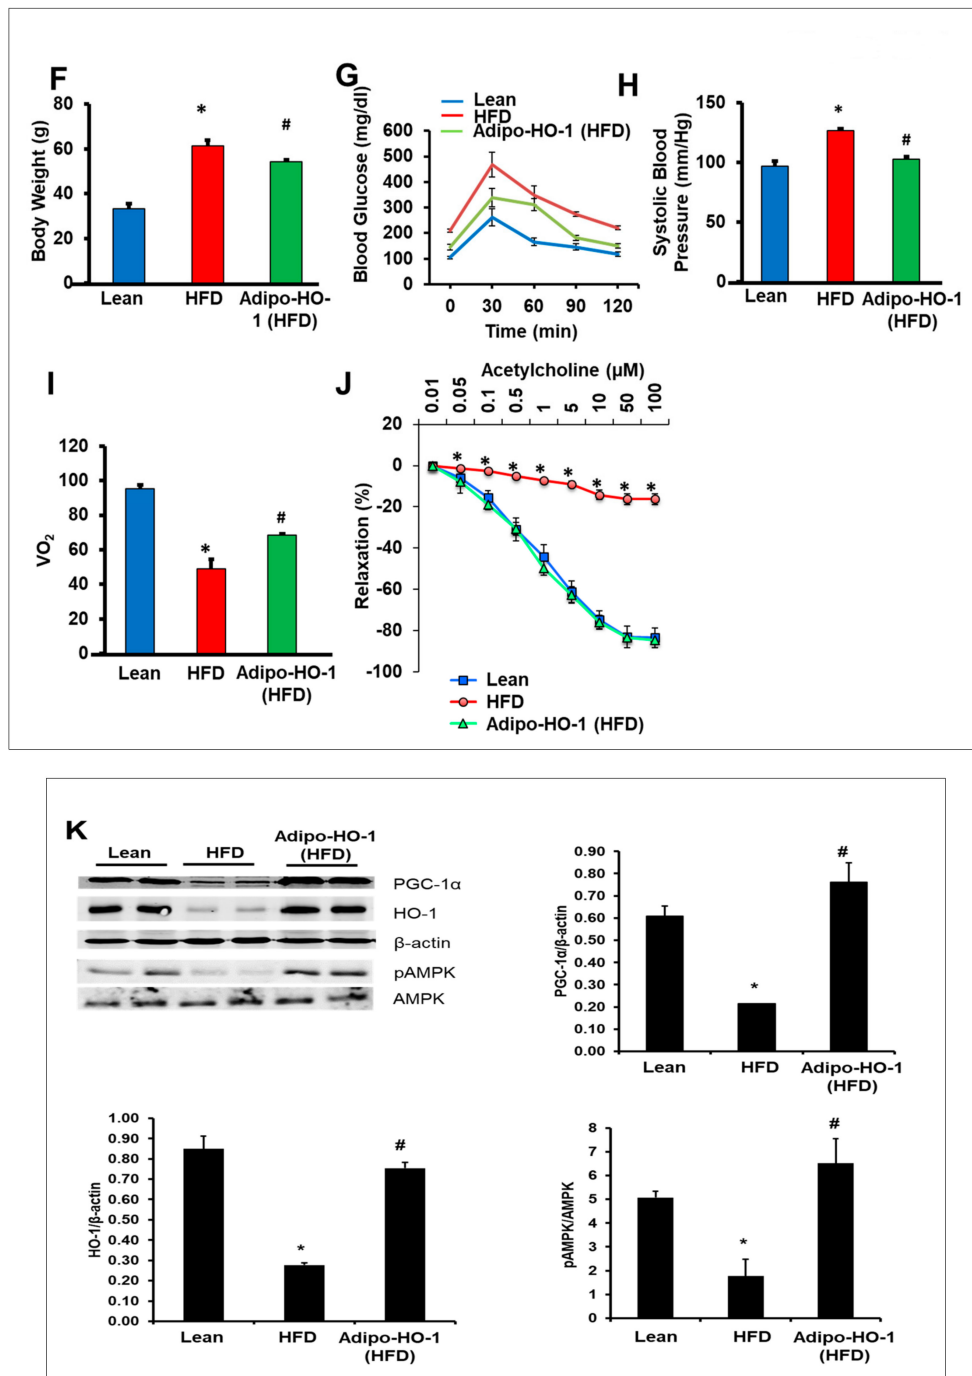 F
Body Weight (g)
80
60
40
20
0
*
#
Lean
HFD
Adipo-HO-
1 (HFD)
G
Lean
HFD
Adipo-HO-1 (HFD)
Blood Glucose (mg/dl)
600
500
400
300
200
100
0
0 30 60 90 120
Time (min)
H
Systolic Blood
Pressure (mm/Hg)
150
100
50
0
*
#
Lean
HFD
Adipo-HO-1
(HFD)
I
VO2
120
100
80
60
40
20
0
*
#
Lean
HFD
Adipo-HO-1
(HFD)
J
Acetylcholine (µM)
0.01 0.05 0.1 0.5 1 5 10 50 100
Relaxation (%)
20
0
-20
-40
-60
-80
-100
* * * * * * * *
Lean
HFD
Adipo-HO-1 (HFD)
K
Lean
HFD
Adipo-HO-1
(HFD)
PGC-1α
HO-1
β-actin
pAMPK
AMPK
PGC-1α/β-actin
0.90
0.80
0.70
0.60
0.50
0.40
0.30
0.20
0.10
0.00
*
#
Lean
HFD
Adipo-HO-1
(HFD)
HO-1/β-actin
1.00
0.90
0.80
0.70
0.60
0.50
0.40
0.30
0.20
0.10
0.00
*
#
Lean
HFD
Adipo-HO-1
(HFD)
pAMPK/AMPK
8
7
6
5
4
3
2
1
0
*
#
Lean
HFD
Adipo-HO-1
(HFD)